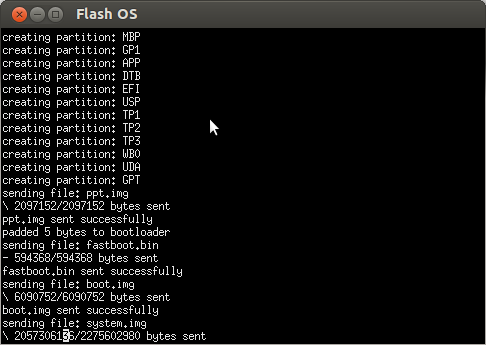 Flash OS
creating partition: MBP
creating partition: GP1
creating partition: APP
creating partition: DTB
creating partition: EFI
creating partition: USP
creating partition: TP1
creating partition: TP2
creating partition: TP3
creating partition: WB0
creating partition: UDA
creating partition: GPT
sending file: ppt.img
\ 2097152/2097152 bytes sent
ppt.img sent successfully
padded 5 bytes to bootloader
sending file: fastboot.bin
- 594368/594368 bytes sent
fastboot.bin sent successfully
sending file: boot.img
\ 6090752/6090752 bytes sent
boot.img sent successfully
sending file: system.img
\ 2057306136/2275602980 bytes sent